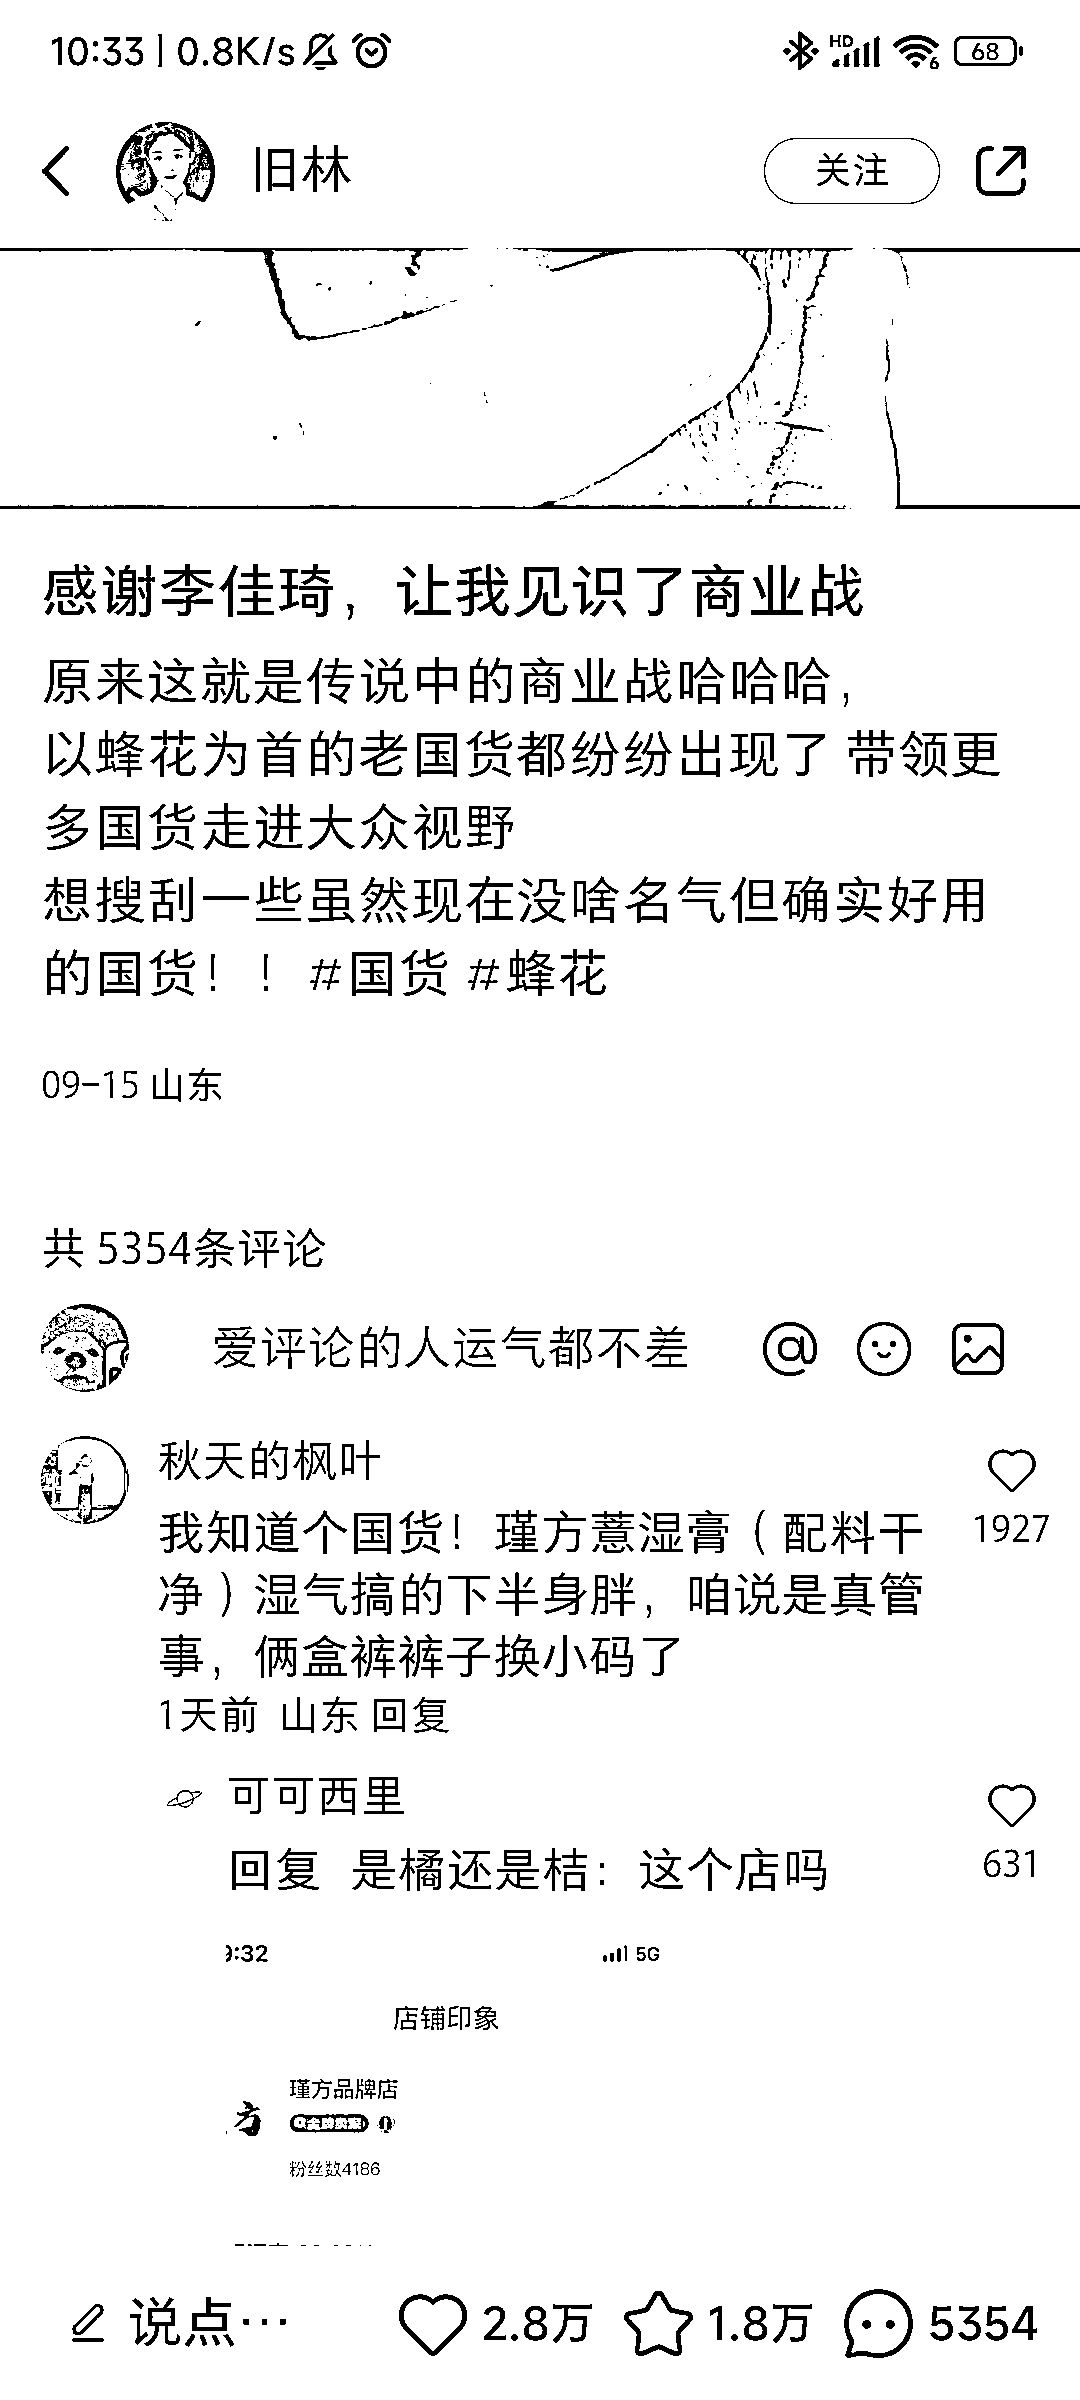 10:33 | 0.8K/s
HD
6
68
旧林
关注
感谢李佳琦，让我见识了商业战
原来这就是传说中的商业战哈哈哈，
以蜂花为首的老国货都纷纷出现了 带领更
多国货走进大众视野
想搜刮一些虽然现在没啥名气但确实好用
的国货！！#国货 #蜂花
09-15 山东
共 5354条评论
爱评论的人运气都不差
秋天的枫叶
我知道个国货！瑾方薏湿膏（配料干
净）湿气搞的下半身胖，咱说是真管
事，俩盒裤裤子换小码了
1927
1天前 山东 回复
可可西里
回复 是橘还是桔：这个店吗
631
9:32
5G
店铺印象
瑾方品牌店
方
粉丝数4186
说点...
2.8万
1.8万
5354